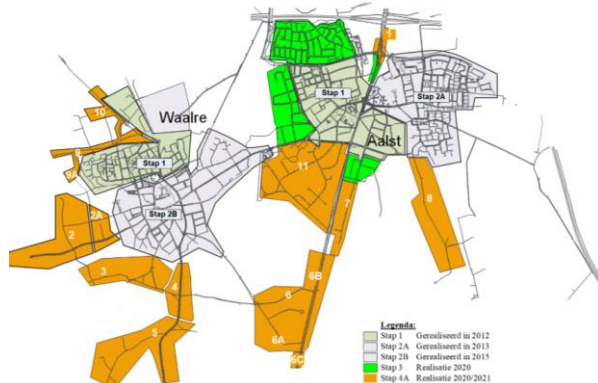 1
Stap 1
Stap 2A
10
Waalre
Aalst
9
Stap 1
11
8
2A
Stap 2B
7
2
3
6B
4
6
5
6A
6C
Legenda:
Stap 1 Gerealiseerd in 2012
Stap 2A Gerealiseerd in 2013
Stap 2B Gerealiseerd in 2015
Stap 3 Realisatie 2020
Stap 4A Realisatie 2020/2021